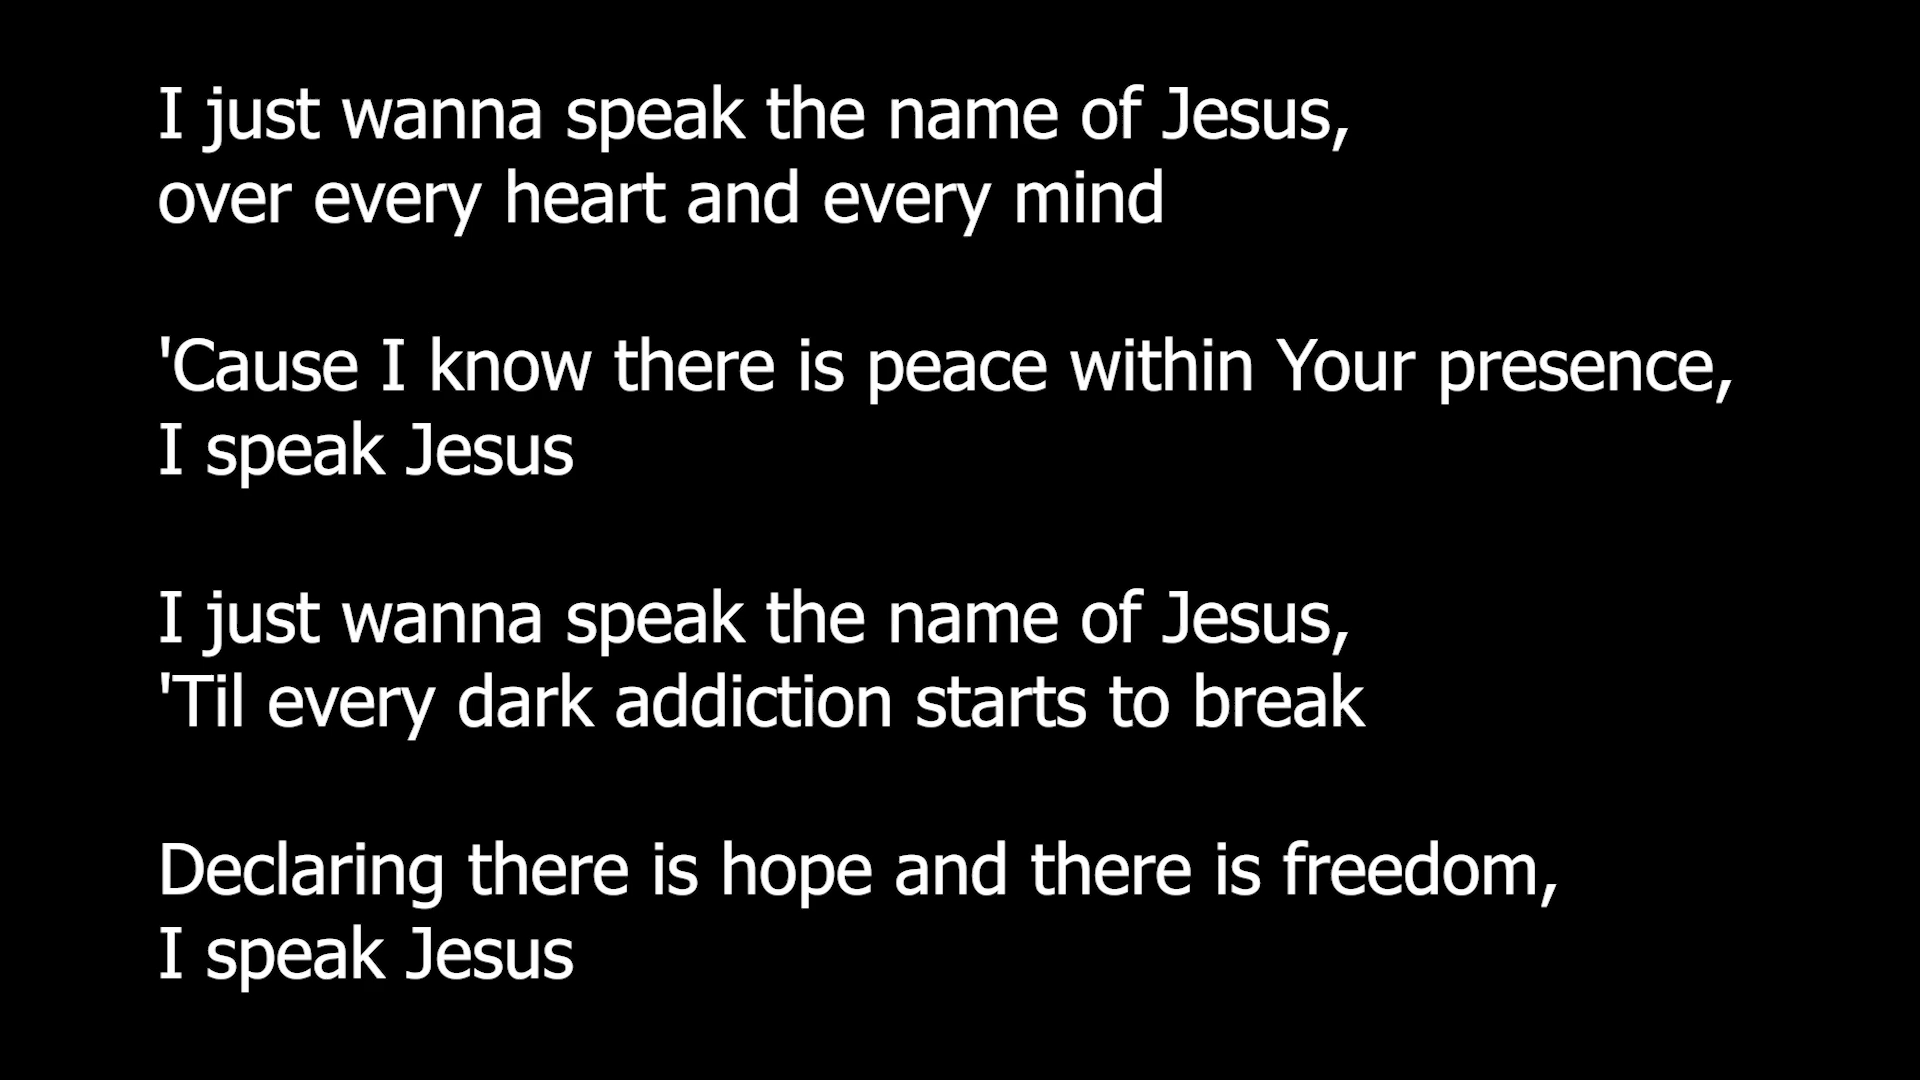 I just wanna speak the name of Jesus,
over every heart and every mind
'Cause I know there is peace within Your presence,
I speak Jesus
I just wanna speak the name of Jesus,
'Til every dark addiction starts to break
Declaring there is hope and there is freedom,
I speak Jesus